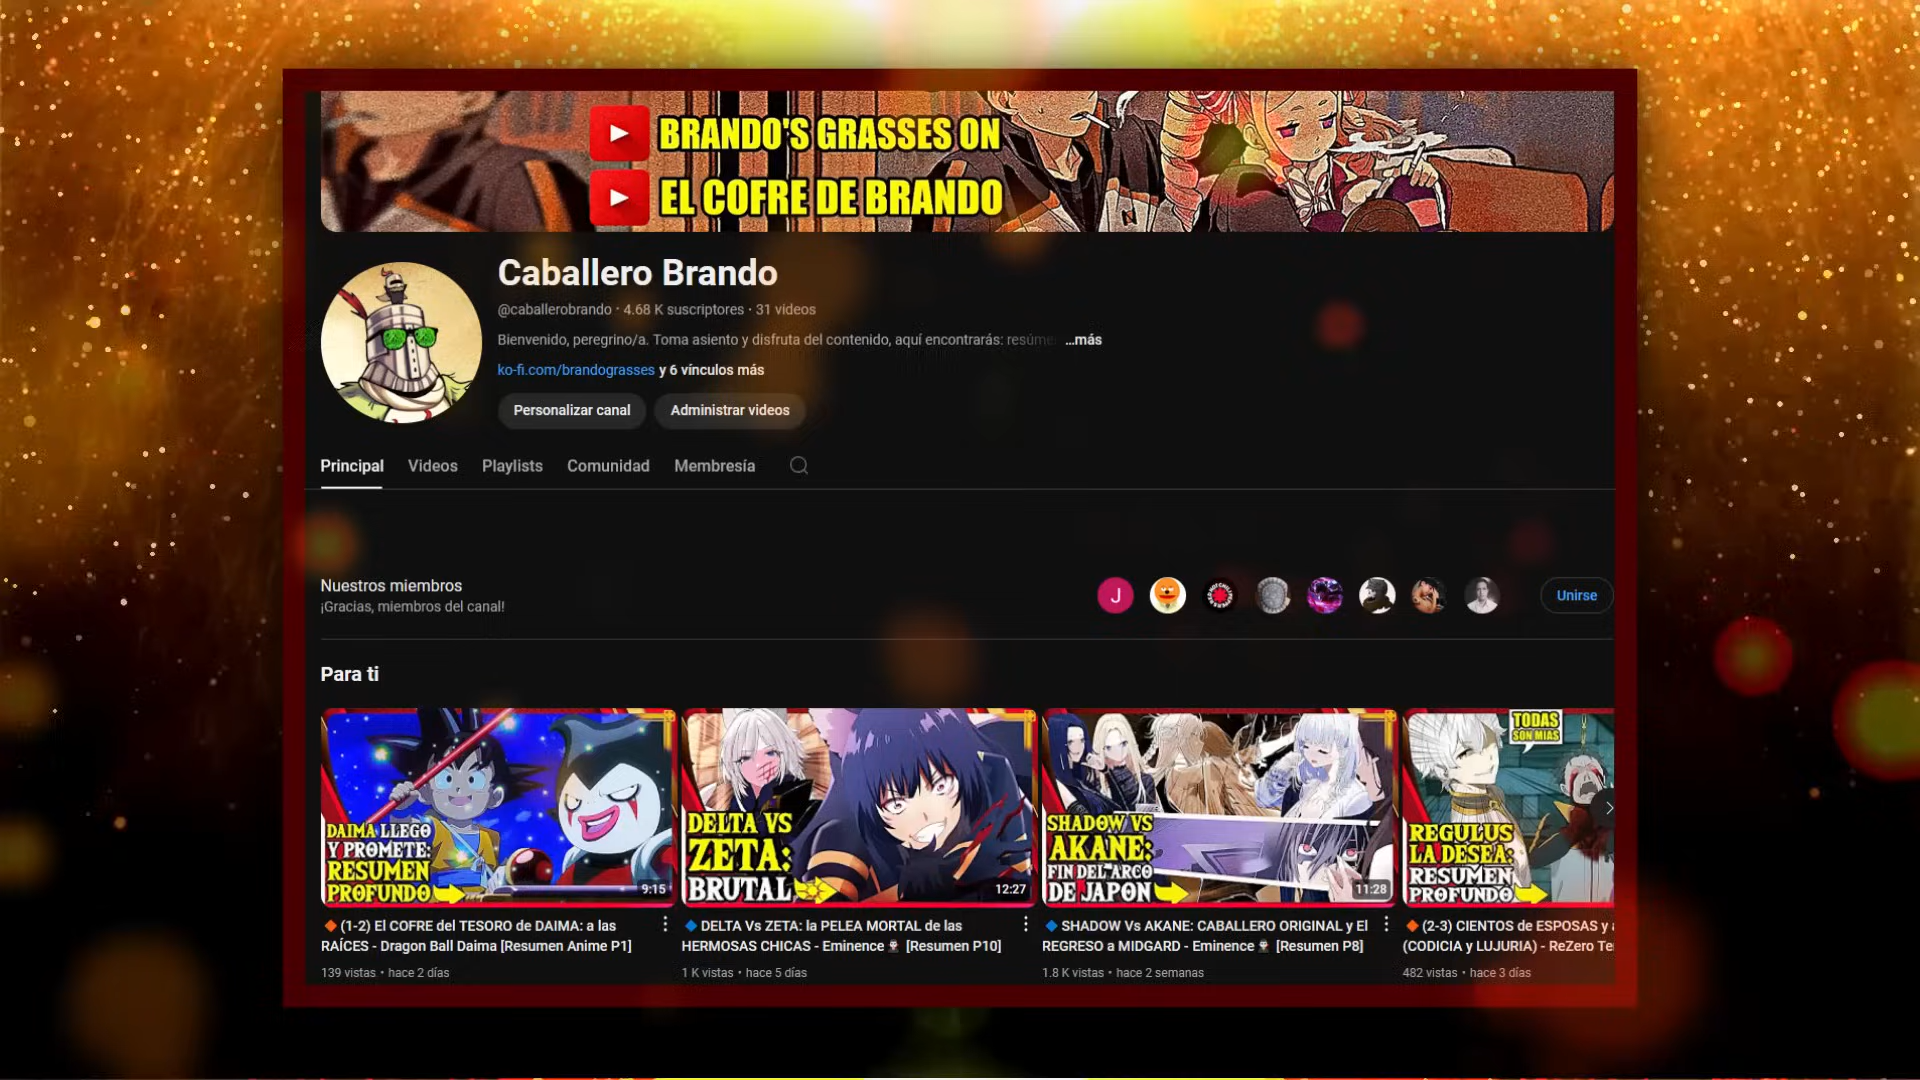 BRANDO'S GRASSES ON
EL COFRE DE BRANDO
Caballero Brando
@caballerobrando · 4.68 K suscriptores · 31 videos
Bienvenido, peregrino/a. Toma asiento y disfruta del contenido, aquí encontrarás: resúme ...más
ko-fi.com/brandograsses y 6 vínculos más
Personalizar canal Administrar videos
Principal Videos Playlists Comunidad Membresía
Nuestros miembros
¡Gracias, miembros del canal!
J
Unirse
Para ti
DAIMA LLEGO
Y PROMETE:
RESUMEN
PROFUNDO
9:15
DELTA VS
ZETA:
BRUTAL
12:27
SHADOW VS
AKANE:
FIN DEL ARCO
DE JAPON
11:28
TODAS
SON MIAS
REGULUS
LA DESEA:
RESUMEN
PROFUNDO
(1-2) El COFRE del TESORO de DAIMA: a las
RAÍCES - Dragon Ball Daima [Resumen Anime P1]
139 vistas • hace 2 días
DELTA Vs ZETA: la PELEA MORTAL de las
HERMOSAS CHICAS - Eminence [Resumen P10]
1 K vistas • hace 5 días
SHADOW Vs AKANE: CABALLERO ORIGINAL y El
REGRESO a MIDGARD - Eminence [Resumen P8]
1.8 K vistas • hace 2 semanas
(2-3) CIENTOS de ESPOSAS y
(CODICIA y LUJURIA) - ReZero Te
482 vistas • hace 3 días